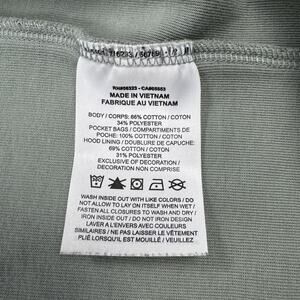 RN#56323 - CA#05553
MADE IN VIETNAM
FABRIQUÉ AU VIETNAM
BODY / CORPS: 66% COTTON / COTON
34% POLYESTER
POCKET BAGS / COMPARTIMENTS DE
POCHE: 100% COTTON / COTON
HOOD LINING / DOUBLURE DE CAPUCHE:
69% COTTON / COTON
31% POLYESTER
EXCLUSIVE OF DECORATION /
DÉCORATION NON COMPRISE
WASH INSIDE OUT WITH LIKE COLORS / DO
NOT ALLOW TO LAY ON ITSELF WHEN WET /
FASTEN ALL CLOSURES TO WASH AND DRY /
IRON INSIDE OUT / DO NOT IRON DECOR /
LAVER À L'ENVERS AVEC COULEURS
SIMILAIRES / NE PAS LAISSER LE VÊTEMENT
PLIÉ LORSQU'IL EST MOUILLÉ / VEUILLEZ